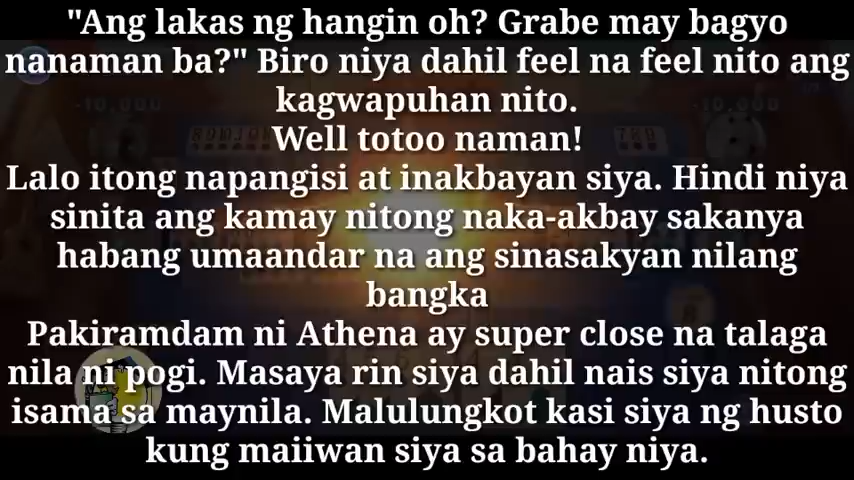 "Ang lakas ng hangin oh? Grabe may bagyo
nanaman ba?" Biro niya dahil feel na feel nito ang
kagwapuhan nito.
Well totoo naman!
Lalo itong napangisi at inakbayan siya. Hindi niya
sinita ang kamay nitong naka-akbay sakanya
habang umaandar na ang sinasakyan nilang
bangka
Pakiramdam ni Athena ay super close na talaga
nila ni pogi. Masaya rin siya dahil nais siya nitong
isama sa maynila. Malulungkot kasi siya ng husto
kung maiiwan siya sa bahay niya.
-10,000
-10,000